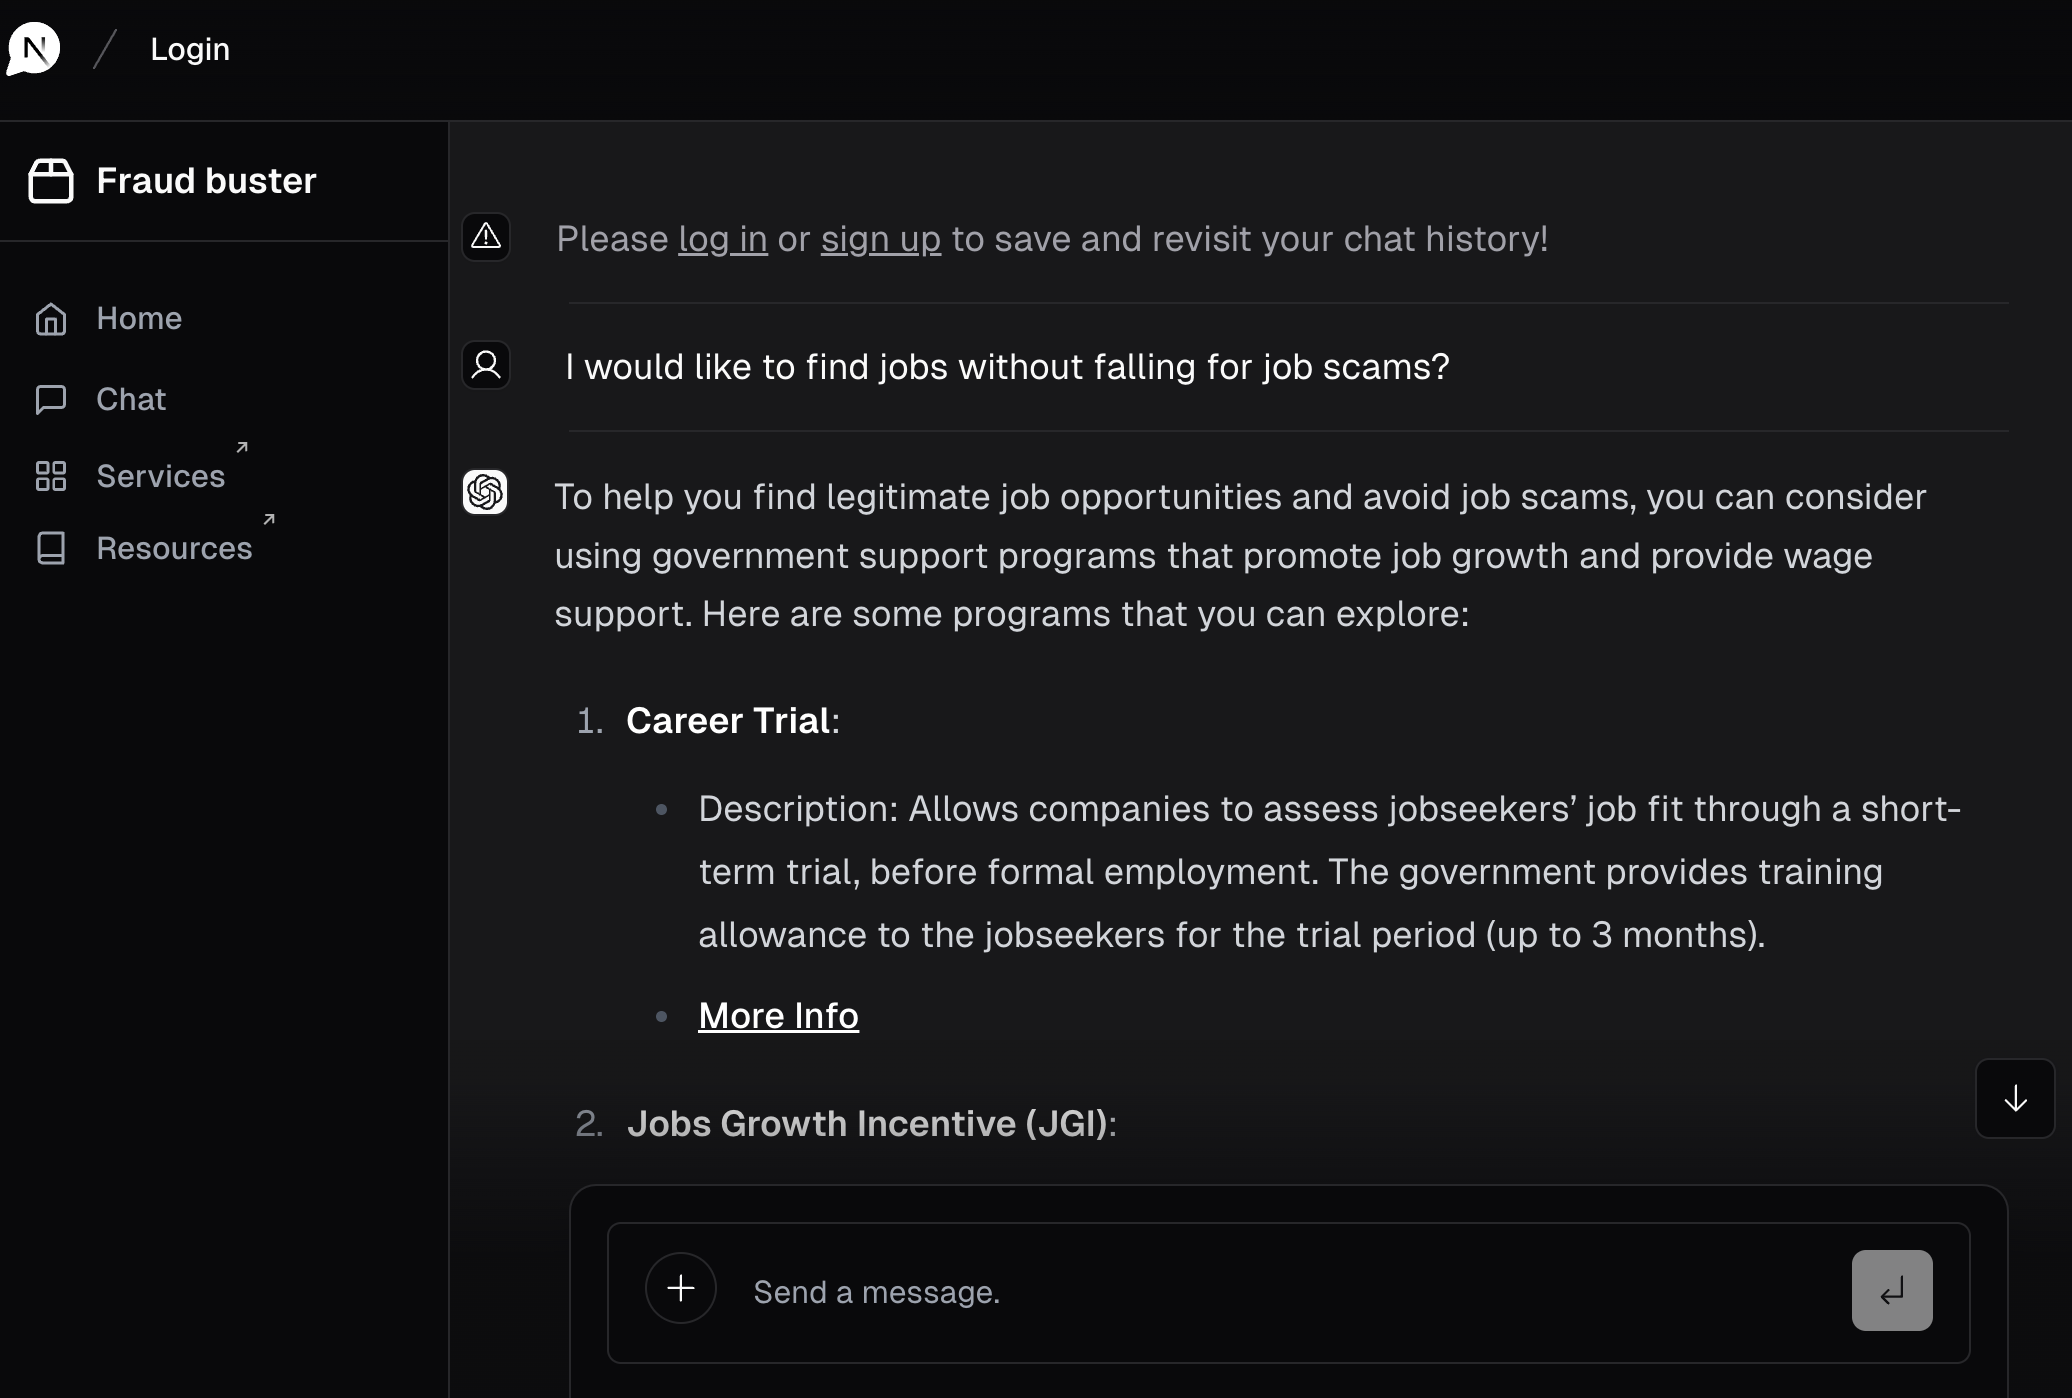 N
Login
Fraud buster
Home
Chat
Services
Resources
Please log in or sign up to save and revisit your chat history!
I would like to find jobs without falling for job scams?
To help you find legitimate job opportunities and avoid job scams, you can consider
using government support programs that promote job growth and provide wage
support. Here are some programs that you can explore:
1. Career Trial:
• Description: Allows companies to assess jobseekers’ job fit through a short-
term trial, before formal employment. The government provides training
allowance to the jobseekers for the trial period (up to 3 months).
• More Info
2. Jobs Growth Incentive (JGI):
Send a message.